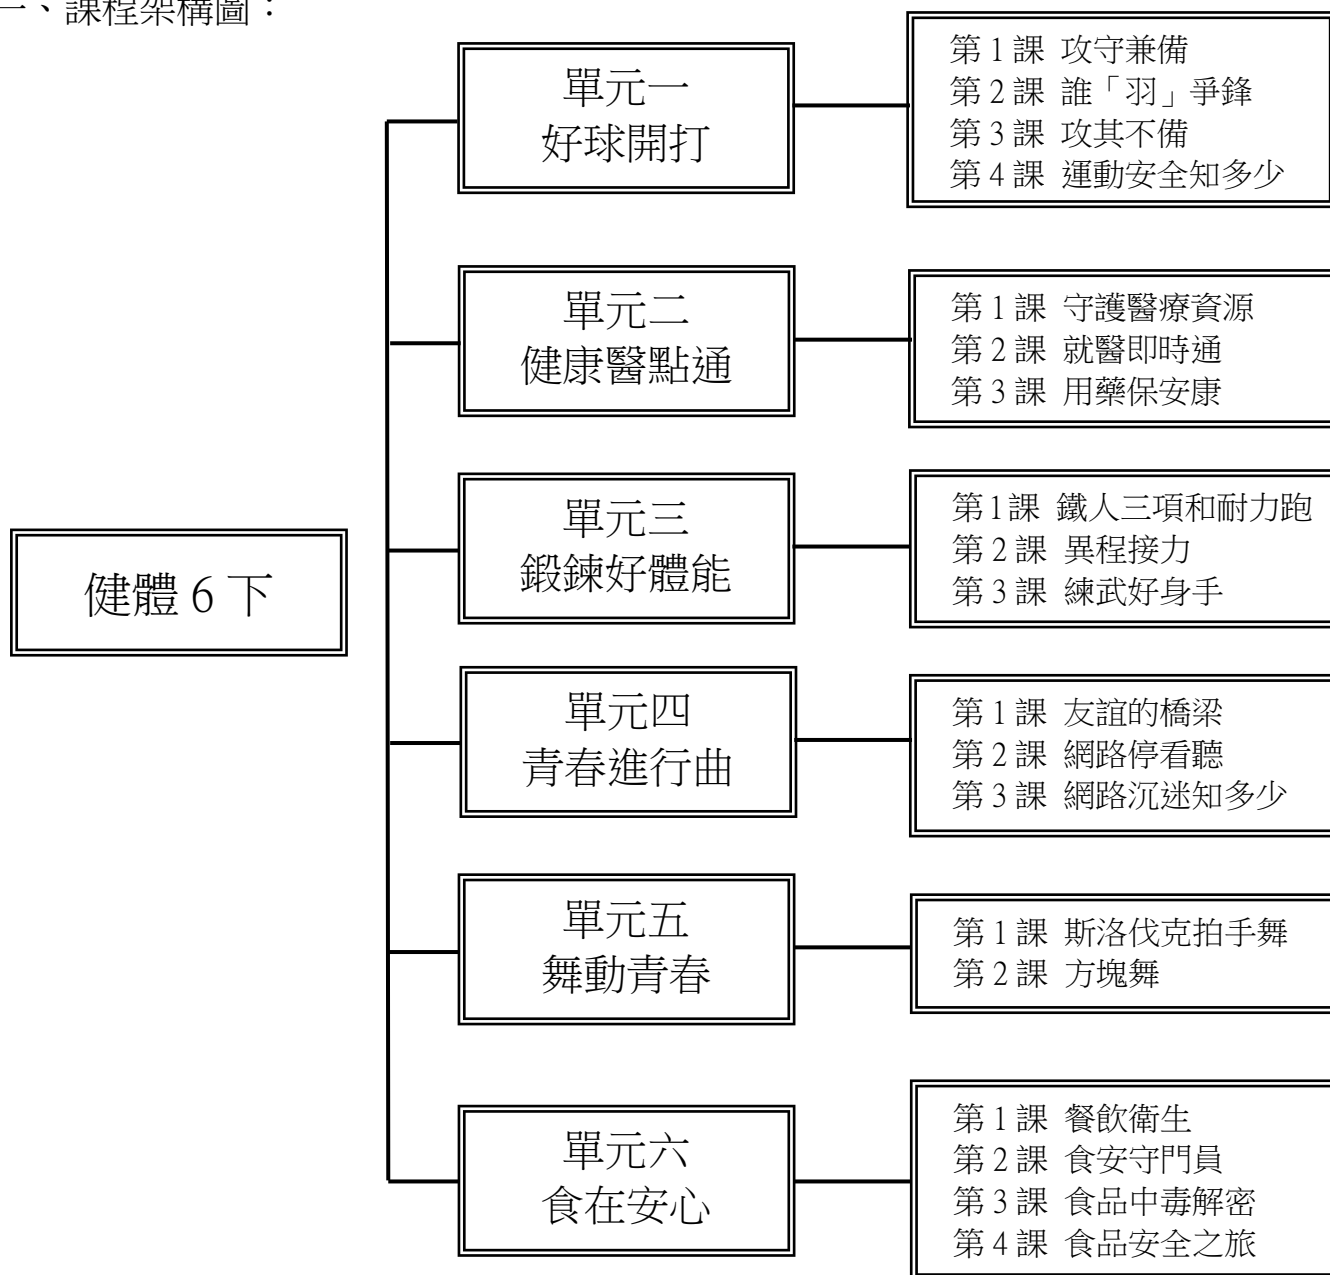 一、課程架構圖：
健體 6 下
單元一
好球開打
第 1 課 攻守兼備
第 2 課 誰「羽」爭鋒
第 3 課 攻其不備
第 4 課 運動安全知多少
單元二
健康醫點通
第 1 課 守護醫療資源
第 2 課 就醫即時通
第 3 課 用藥保安康
單元三
鍛鍊好體能
第 1 課 鐵人三項和耐力跑
第 2 課 異程接力
第 3 課 練武好身手
單元四
青春進行曲
第 1 課 友誼的橋梁
第 2 課 網路停看聽
第 3 課 網路沉迷知多少
單元五
舞動青春
第 1 課 斯洛伐克拍手舞
第 2 課 方塊舞
單元六
食在安心
第 1 課 餐飲衛生
第 2 課 食安守門員
第 3 課 食品中毒解密
第 4 課 食品安全之旅